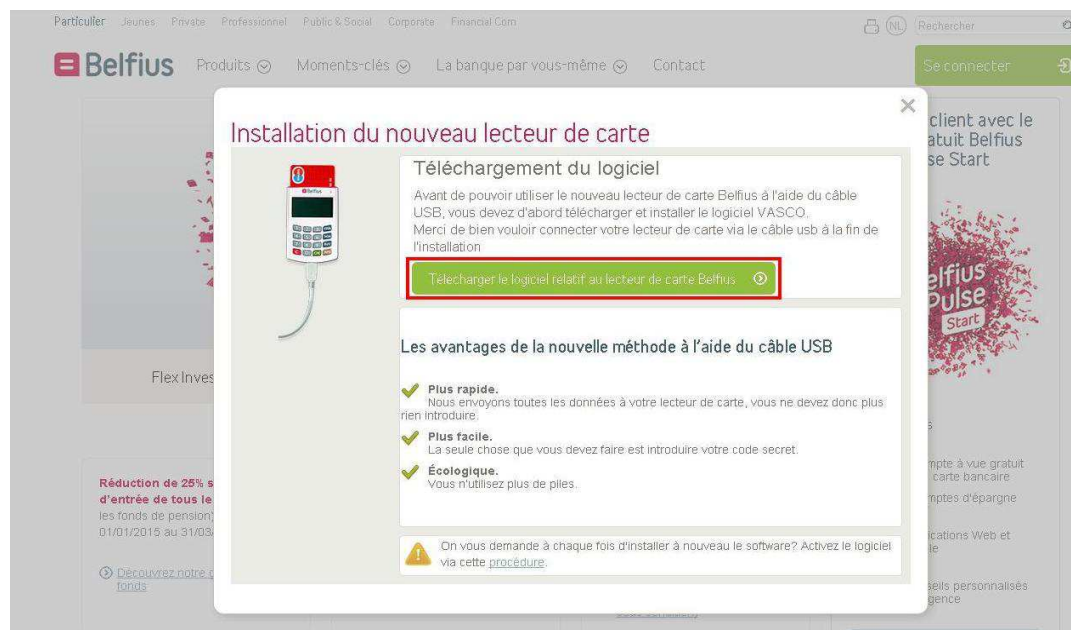 Particulier Jeunes Private Professionnel Public & Social Corporate Financial Com
NL Rechercher
Belfius Produits Moments-clés La banque par vous-même Contact Se connecter
Installation du nouveau lecteur de carte
Téléchargement du logiciel
Avant de pouvoir utiliser le nouveau lecteur de carte Belfius à l'aide du câble
USB, vous devez d'abord télécharger et installer le logiciel VASCO.
Merci de bien vouloir connecter votre lecteur de carte via le câble usb à la fin de
l'installation
Télécharger le logiciel relatif au lecteur de carte Belfius
Les avantages de la nouvelle méthode à l'aide du câble USB
Plus rapide.
Nous envoyons toutes les données à votre lecteur de carte, vous ne devez donc plus
rien introduire.
Plus facile.
La seule chose que vous devez faire est introduire votre code secret.
Écologique.
Vous n'utilisez plus de piles.
On vous demande à chaque fois d'installer à nouveau le software? Activez le logiciel
via cette procédure.
Belfius
Flex Inves
Réduction de 25% s
d'entrée de tous le
les fonds de pension)
01/01/2015 au 31/03
Découvrez notre
fonds
client avec le
atuit Belfius
se Start
elfius
Pulse
Start
mpte à vue gratuit
carte bancaire
mptes d'épargne
ications Web et
le
seils personnalisés
gence